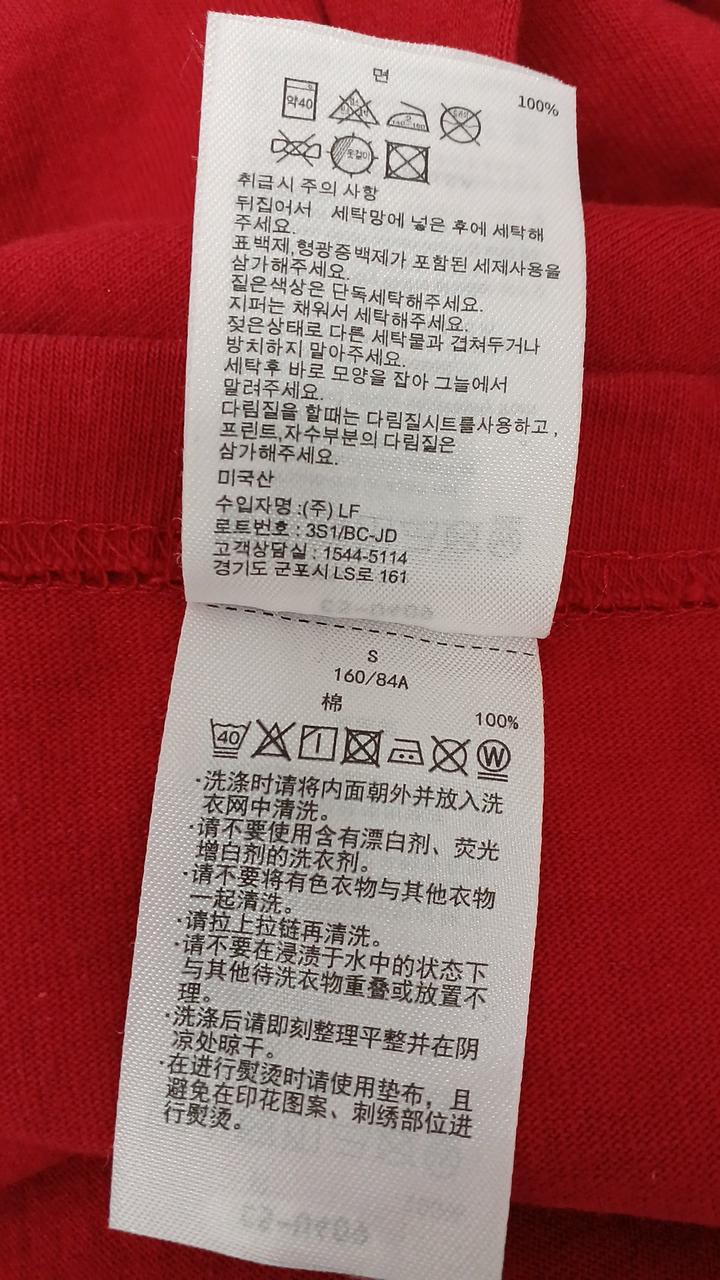 면
100%
약40
2
140~160
옷걸이
취급시 주의 사항
뒤집어서 세탁망에 넣은 후에 세탁해
주세요.
표백제,형광증백제가 포함된 세제사용을
삼가해주세요.
짙은색상은 단독세탁해주세요.
지퍼는 채워서 세탁해주세요.
젖은상태로 다른 세탁물과 겹쳐두거나
방치하지 말아주세요.
세탁후 바로 모양을 잡아 그늘에서
말려주세요.
다림질을 할때는 다림질시트를사용하고,
프린트,자수부분의 다림질은
삼가해주세요.
미국산
수입자명:(주) LF
로트번호 : 3S1/BC-JD
고객상담실 : 1544-5114
경기도 군포시 LS로 161
S
160/84A
棉
100%
40
W
·洗涤时请将内面朝外并放入洗
衣网中清洗。
·请不要使用含有漂白剂、荧光
增白剂的洗衣剂。
·请不要将有色衣物与其他衣物
一起清洗。
·请拉上拉链再清洗。
·请不要在浸渍于水中的状态下
与其他待洗衣物重叠或放置不
理。
·洗涤后请即刻整理平整并在阴
凉处晾干。
·在进行熨烫时请使用垫布，且
避免在印花图案、刺绣部位进
行熨烫。